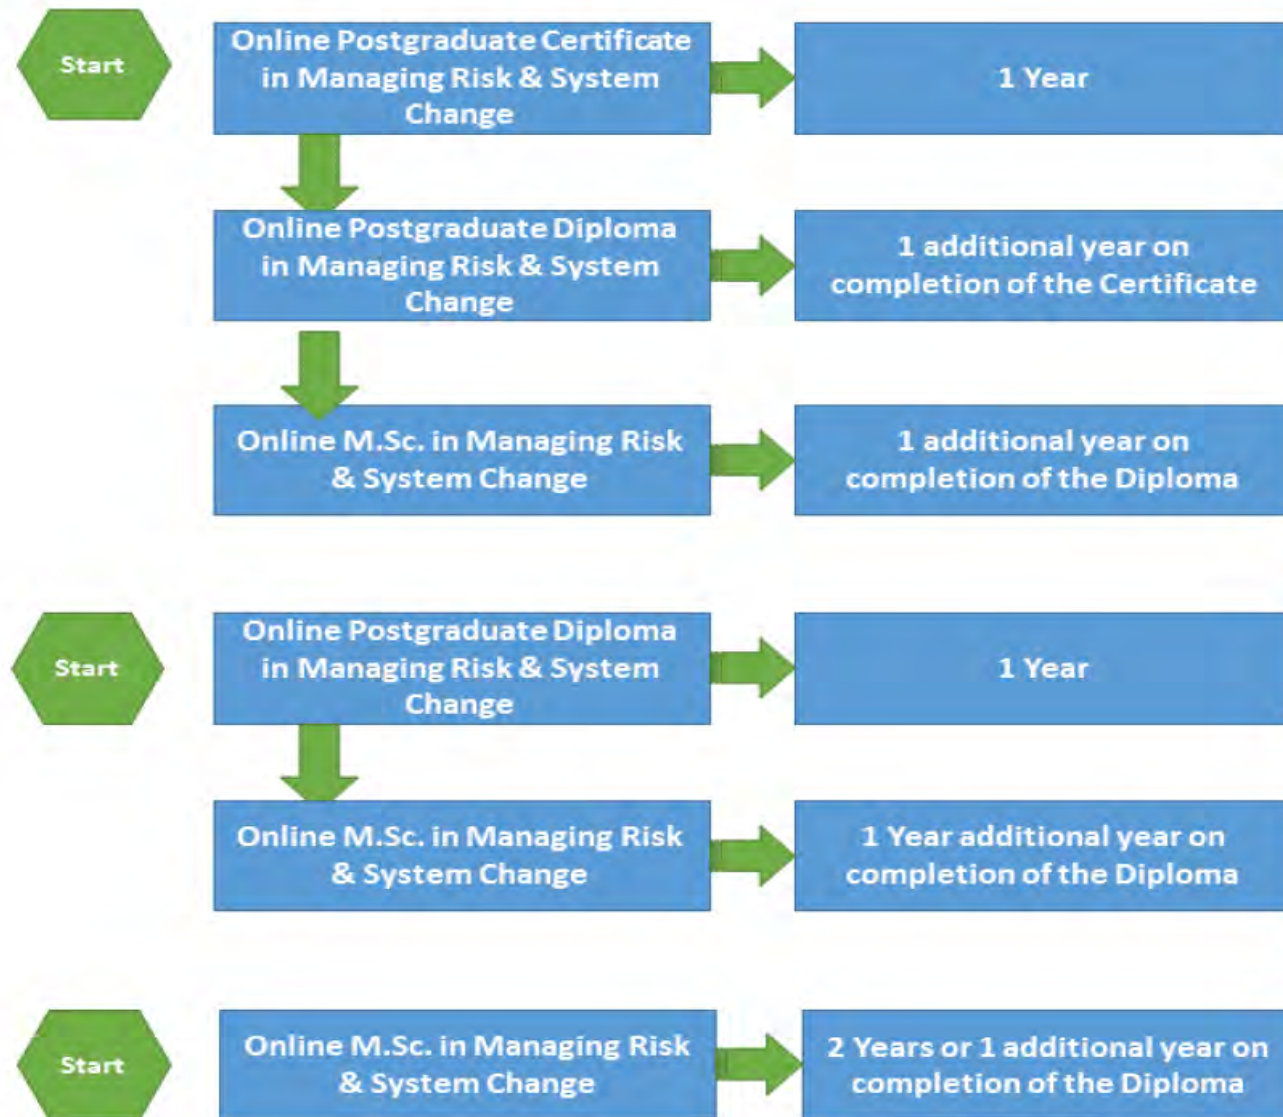 Start
Online Postgraduate Certificate
in Managing Risk & System
Change
1 Year
Online Postgraduate Diploma
in Managing Risk & System
Change
1 additional year on
completion of the Certificate
Online M.Sc. in Managing Risk
& System Change
1 additional year on
completion of the Diploma
Start
Online Postgraduate Diploma
in Managing Risk & System
Change
1 Year
Online M.Sc. in Managing Risk
& System Change
1 Year additional year on
completion of the Diploma
Start
Online M.Sc. in Managing Risk
& System Change
2 Years or 1 additional year on
completion of the Diploma